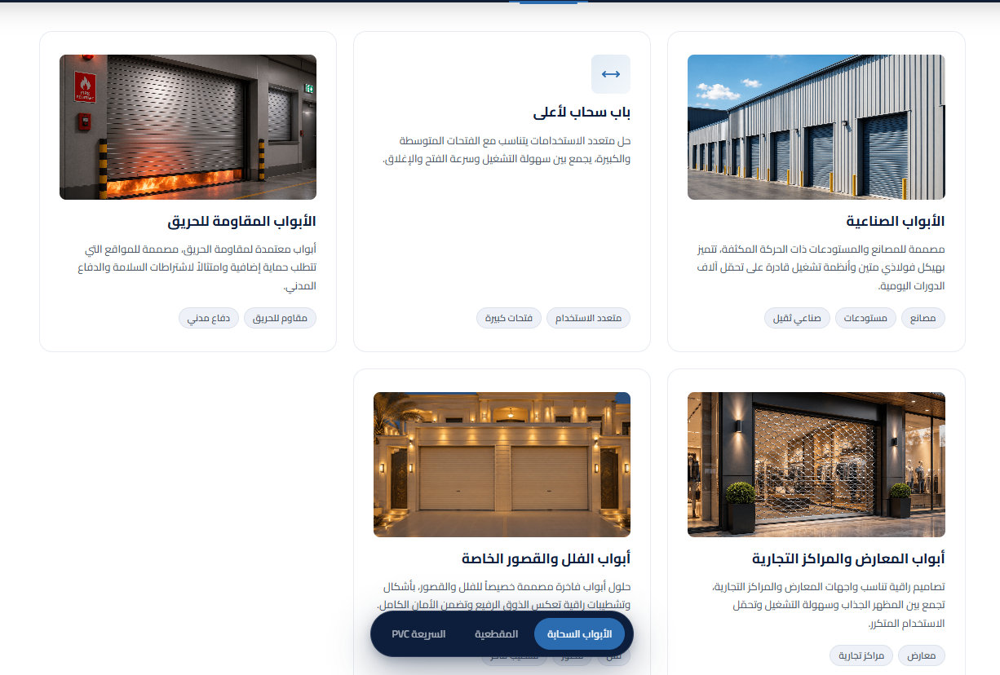 الأبواب الصناعية
مصممة للمصانع والمستودعات ذات الحركة المكثفة، تتميز
بهيكل فولاذي متين وأنظمة تشغيل قادرة على تحمّل آلاف
الدورات اليومية.
مصانع
مستودعات
صناعي ثقيل
باب سحاب لأعلى
حل متعدد الاستخدامات يتناسب مع الفتحات المتوسطة
والكبيرة، يجمع بين سهولة التشغيل وسرعة الفتح والإغلاق.
متعدد الاستخدام
فتحات كبيرة
FIRE
الأبواب المقاومة للحريق
أبواب معتمدة لمقاومة الحريق، مصممة للمواقع التي
تتطلب حماية إضافية وامتثالاً لاشتراطات السلامة والدفاع
المدني.
مقاوم للحريق
دفاع مدني
أبواب المعارض والمراكز التجارية
تصاميم راقية تناسب واجهات المعارض والمراكز التجارية،
تجمع بين المظهر الجذاب وسهولة التشغيل وتحمّل
الاستخدام المتكرر.
معارض
مراكز تجارية
أبواب الفلل والقصور الخاصة
حلول أبواب فاخرة مصممة خصيصاً للفلل والقصور، بأشكال
وتشطيبات راقية تعكس الذوق الرفيع وتضمن الأمان الكامل.
الأبواب السحابة
المقطعية
السريعة PVC